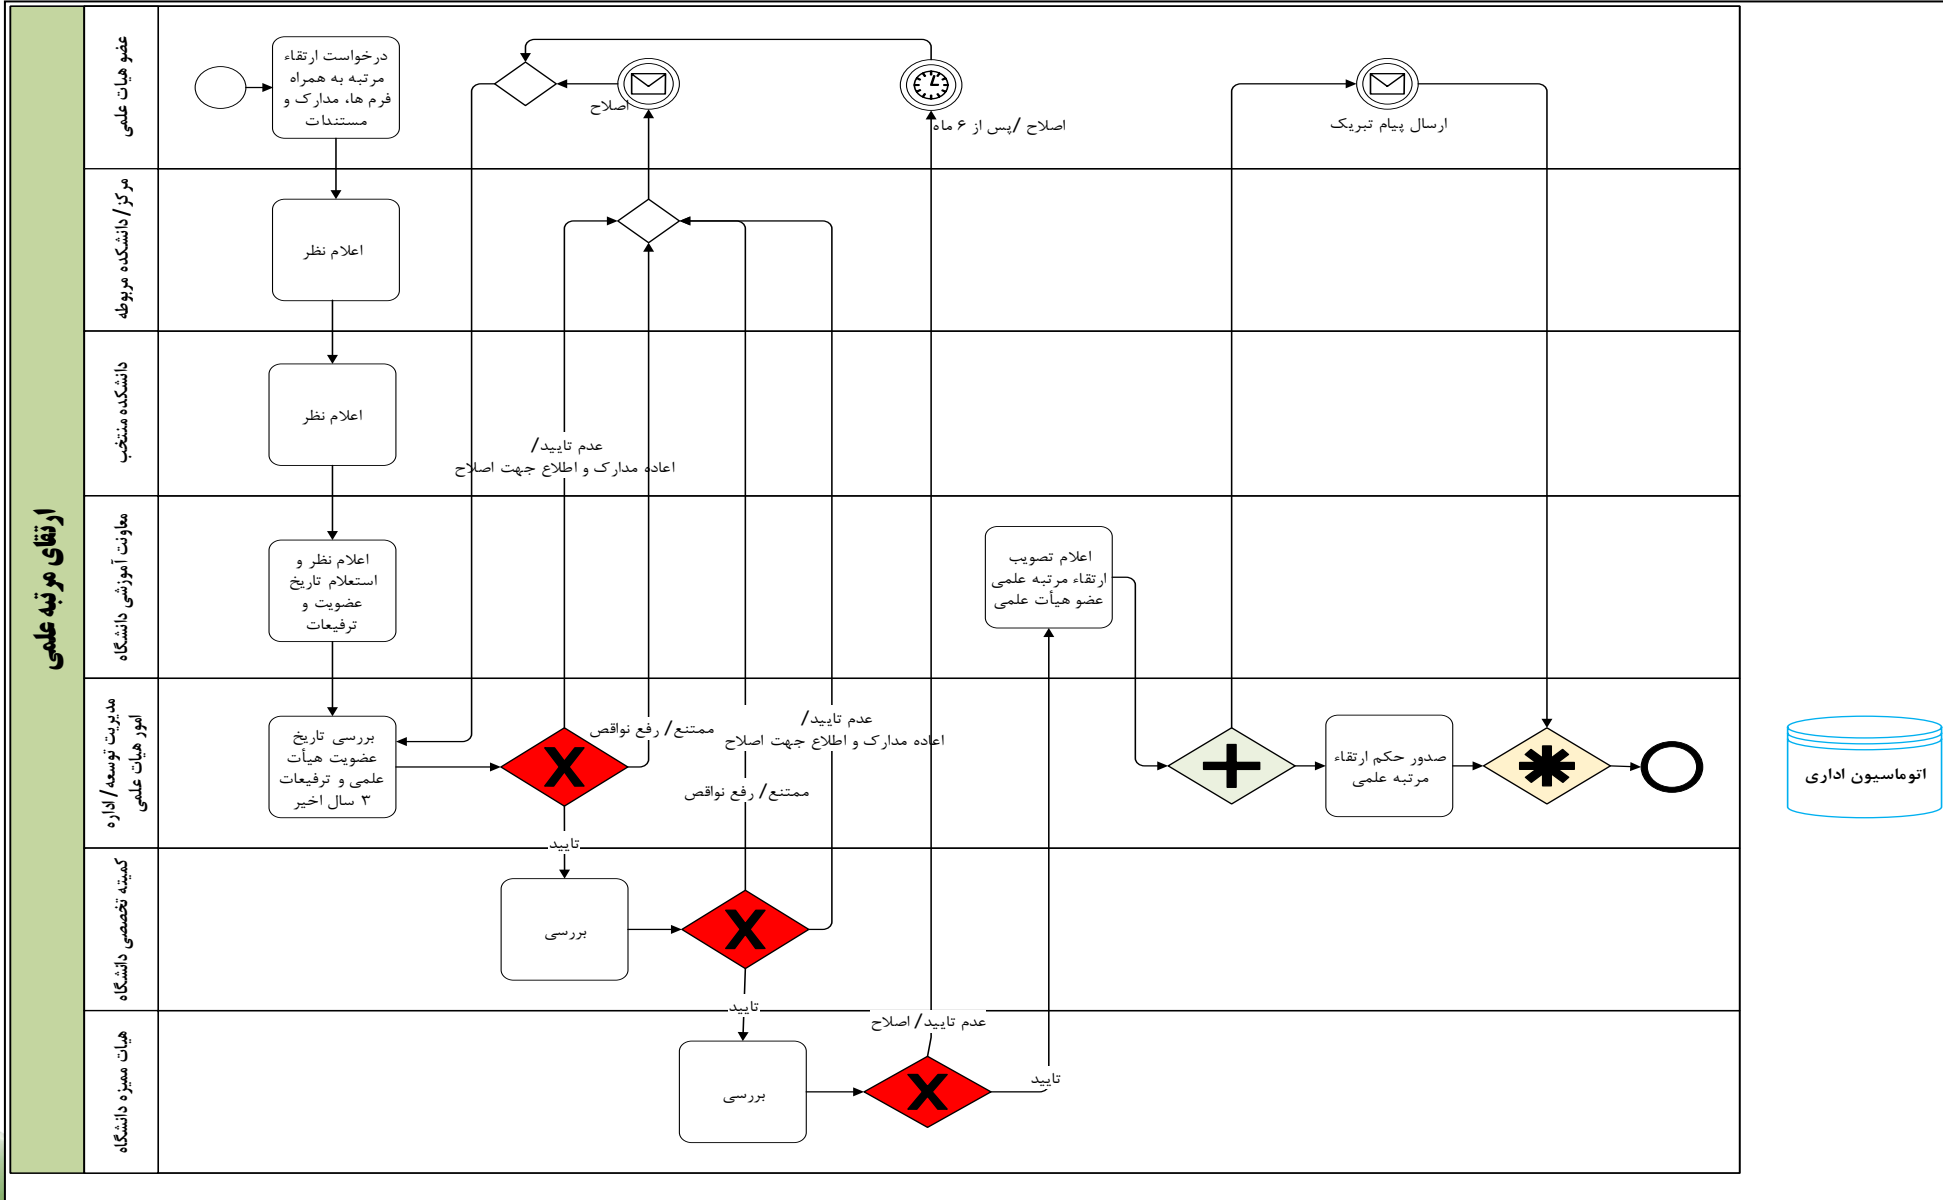 ارتقای مرتبه علمی
عضو هیات علمی
درخواست ارتقاء
مرتبه به همراه
فرم ها، مدارک و
مستندات
اصلاح
اصلاح /پس از ۶ ماه
ارسال پیام تبریک
مرکز/دانشکده مربوطه
اعلام نظر
دانشکده منتخب
اعلام نظر
عدم تایید/
اعاده مدارک و اطلاع جهت اصلاح
معاونت آموزشی دانشگاه
اعلام نظر و
استعلام تاریخ
عضویت و
ترفیعات
اعلام تصویب
ارتقاء مرتبه علمی
عضو هیأت علمی
مدیریت توسعه/اداره
امور هیات علمی
بررسی تاریخ
عضویت هیأت
علمی و ترفیعات
۳ سال اخیر
ممتنع/ رفع نواقص
عدم تایید/
اعاده مدارک و اطلاع جهت اصلاح
ممتنع/ رفع نواقص
تایید
صدور حکم ارتقاء
مرتبه علمی
اتوماسیون اداری
کمیته تخصصی دانشگاه
بررسی
تایید
هیات ممیزه دانشگاه
بررسی
عدم تایید/ اصلاح
تایید